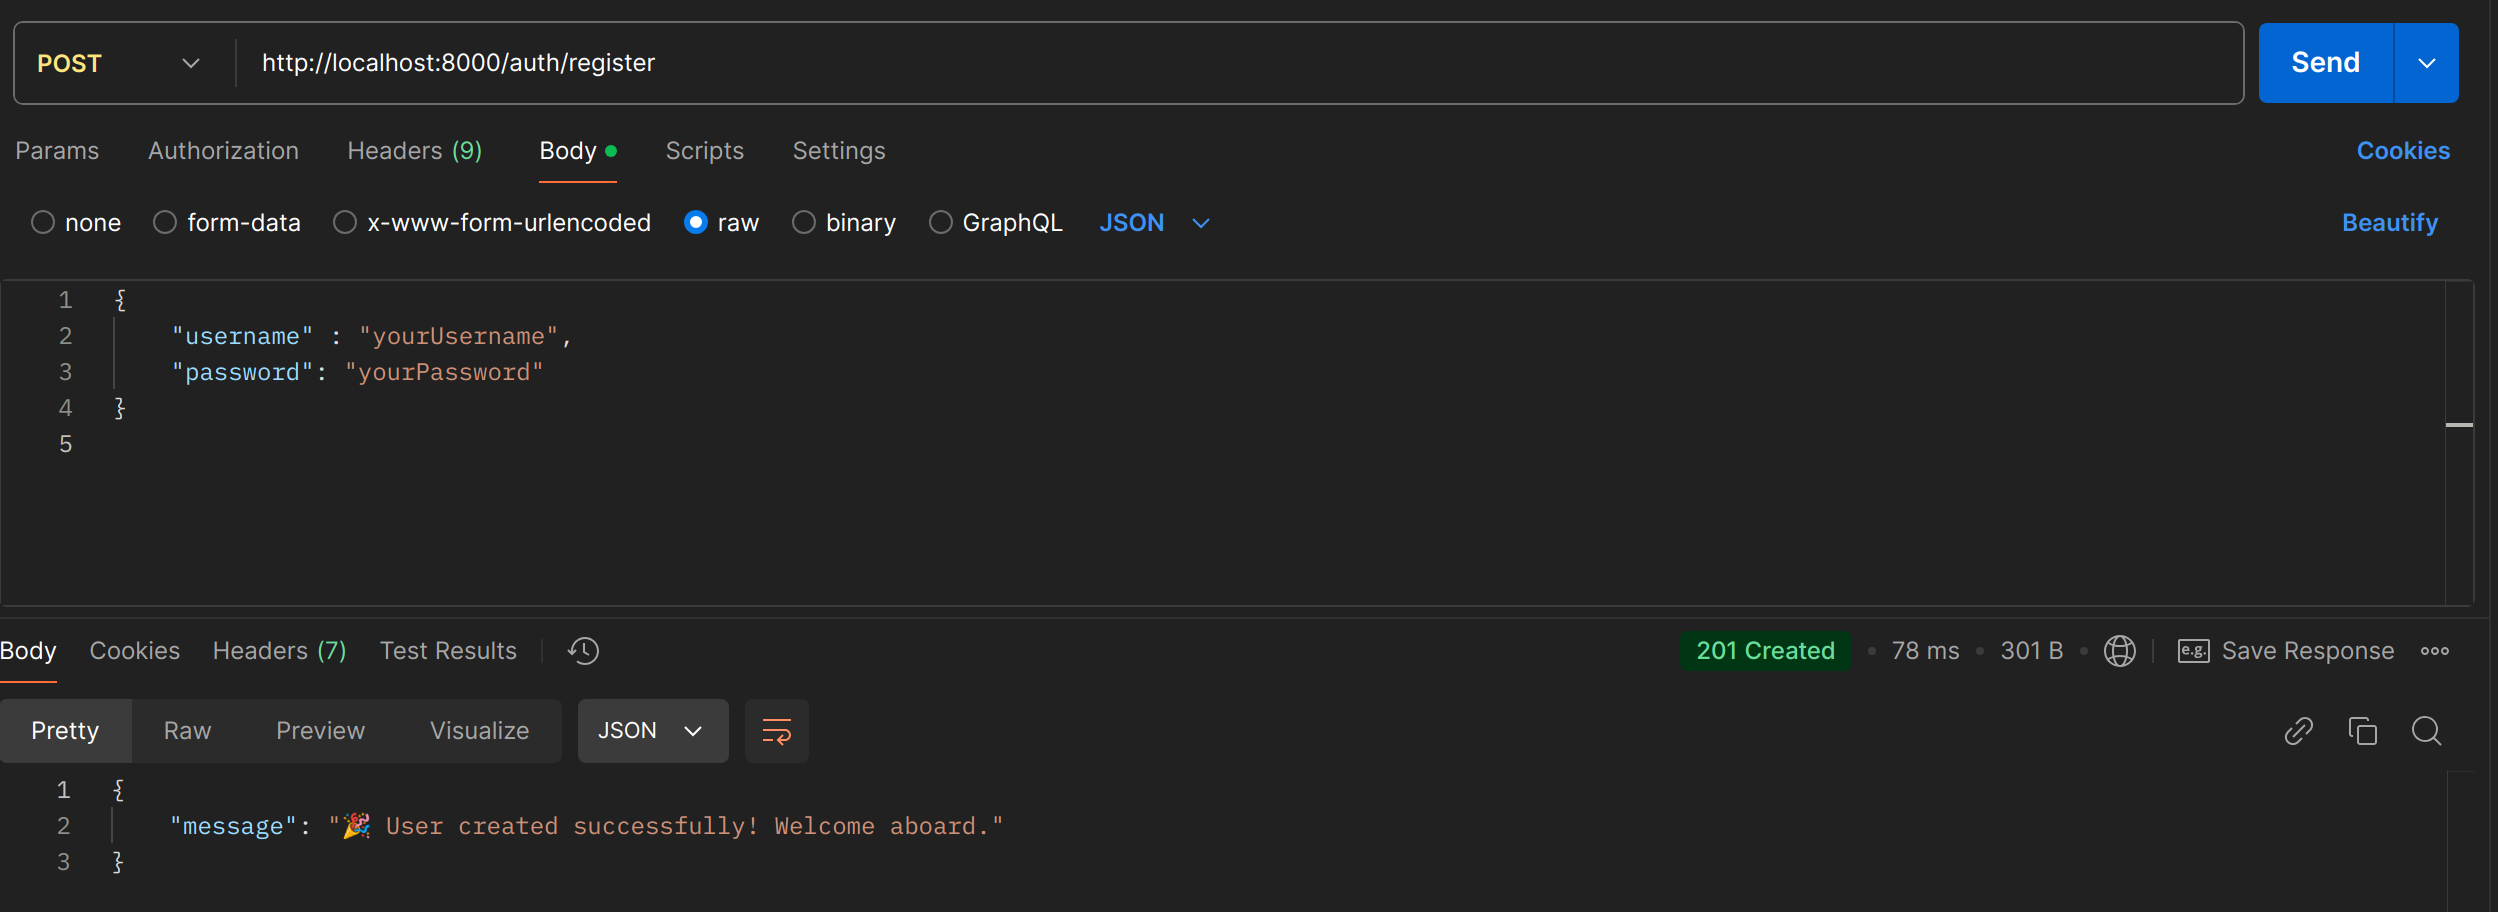 POST http://localhost:8000/auth/register Send
Params Authorization Headers (9) Body Scripts Settings Cookies
none form-data x-www-form-urlencoded raw binary GraphQL JSON Beautify
1 {
2 "username" : "yourUsername",
3 "password": "yourPassword"
4 }
5
Body Cookies Headers (7) Test Results 201 Created 78 ms 301 B e.g. Save Response
Pretty Raw Preview Visualize JSON
1 {
2 "message": "🎉 User created successfully! Welcome aboard."
3 }